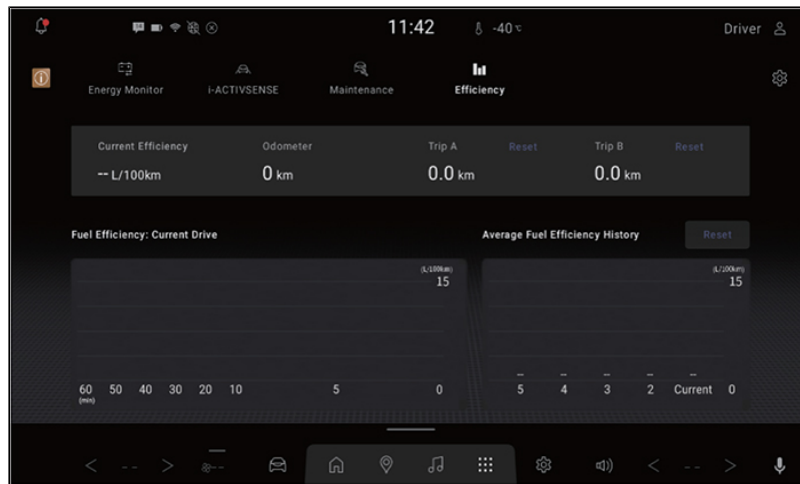 11:42 -40 °C Driver
Energy Monitor i-ACTIVSENSE Maintenance Efficiency
Current Efficiency Odometer Trip A Reset Trip B Reset
-- L/100km 0 km 0.0 km 0.0 km
Fuel Efficiency: Current Drive Average Fuel Efficiency History Reset
(L/100km) (L/100km)
15 15
-- -- -- -- --
60 50 40 30 20 10 5 0 5 4 3 2 Current 0
(min)
< -- > -- < -- >